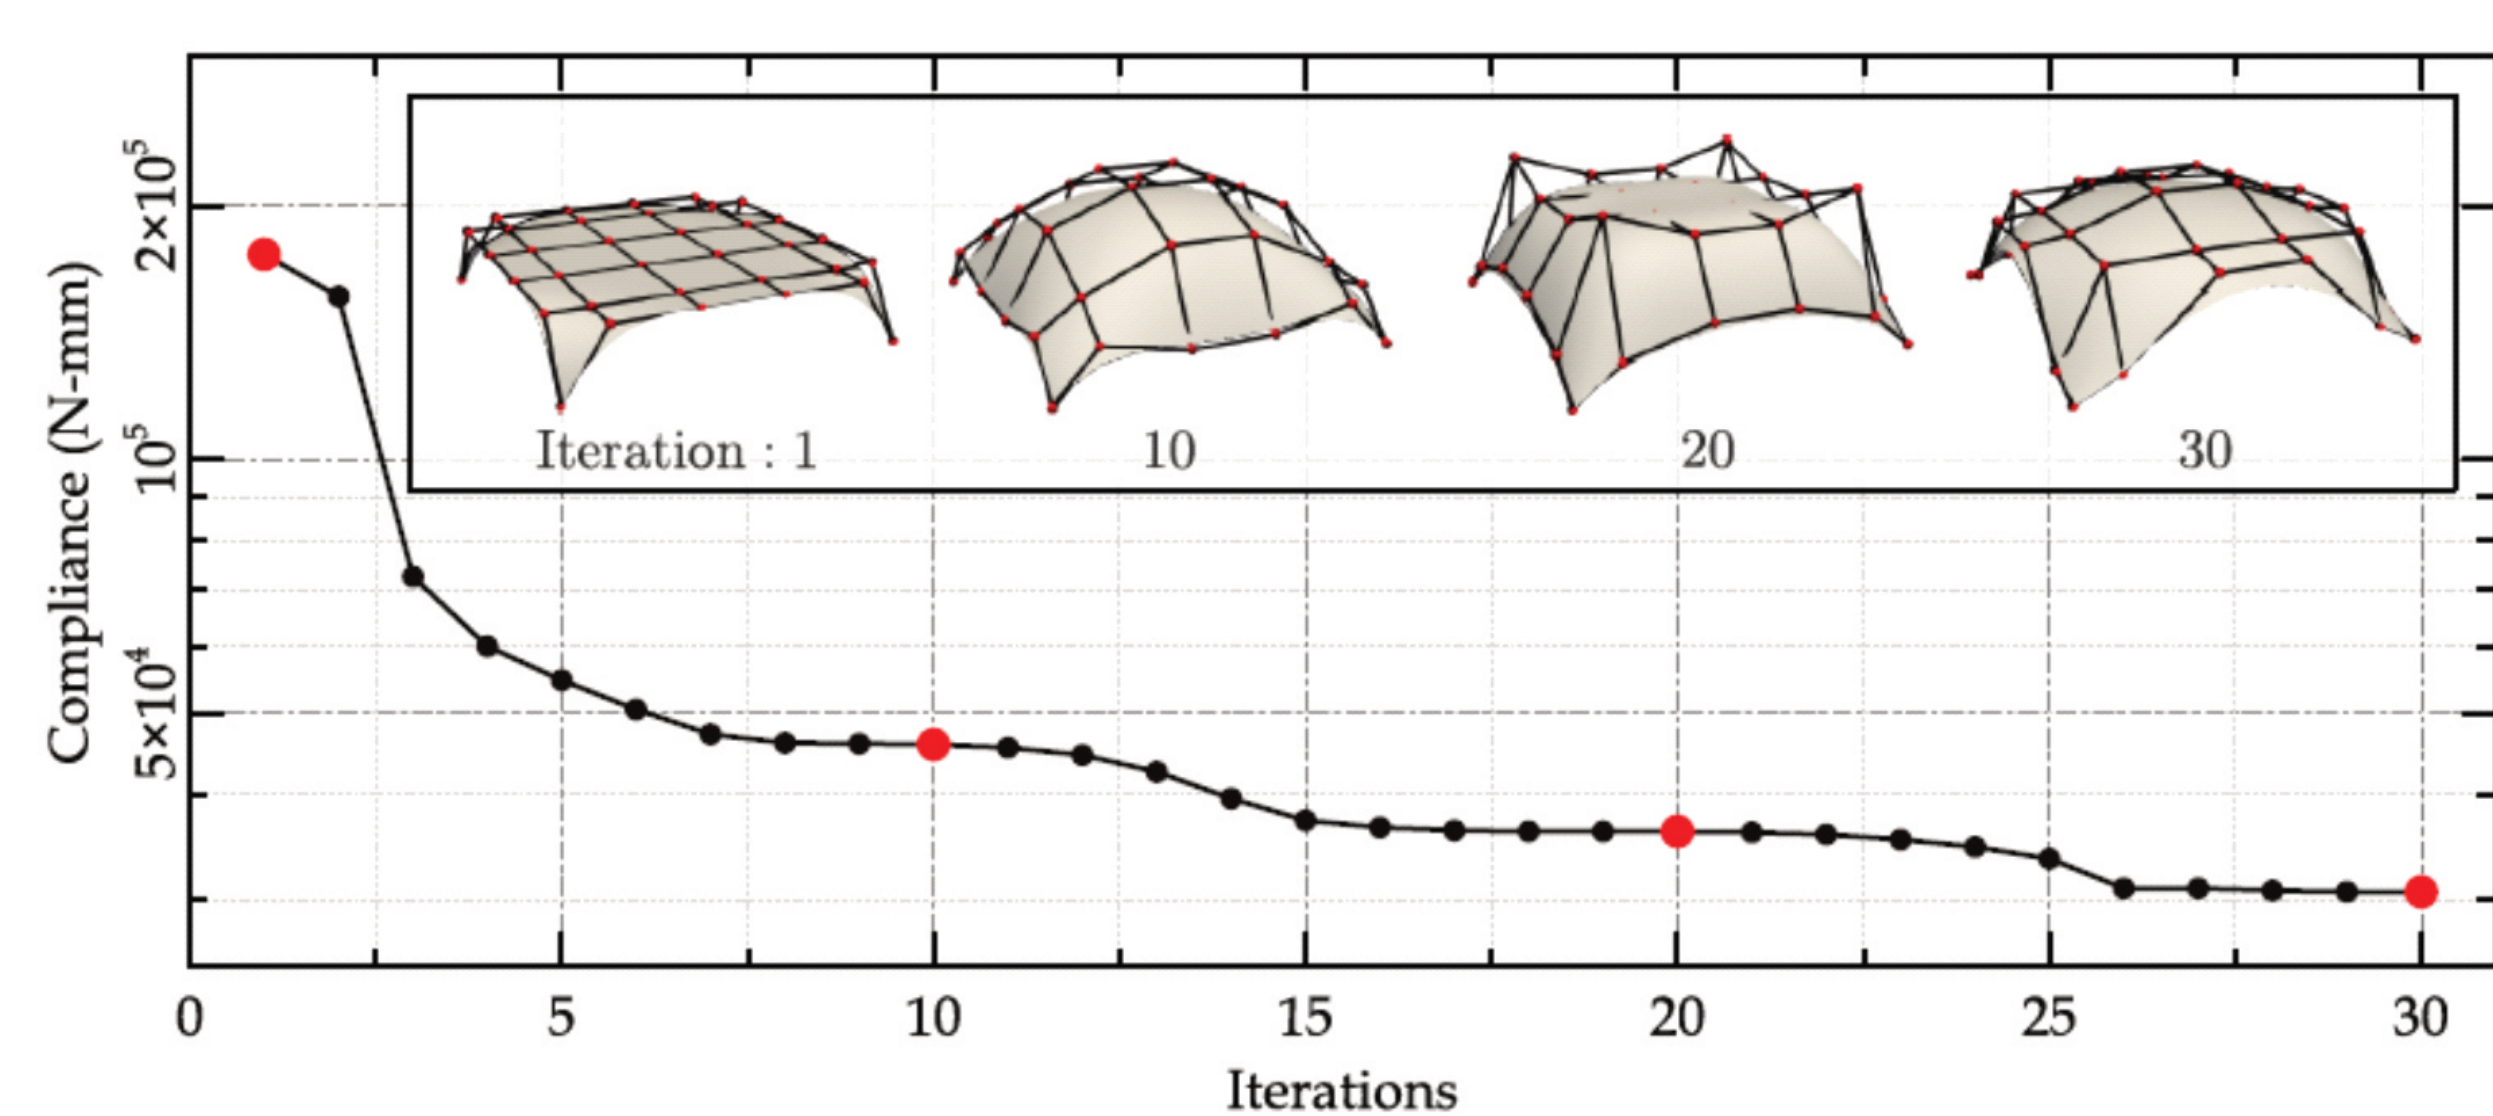 Compliance (N-mm)
2×10⁵
10⁵
5×10⁴
Iteration : 1 10 20 30
0 5 10 15 20 25 30
Iterations